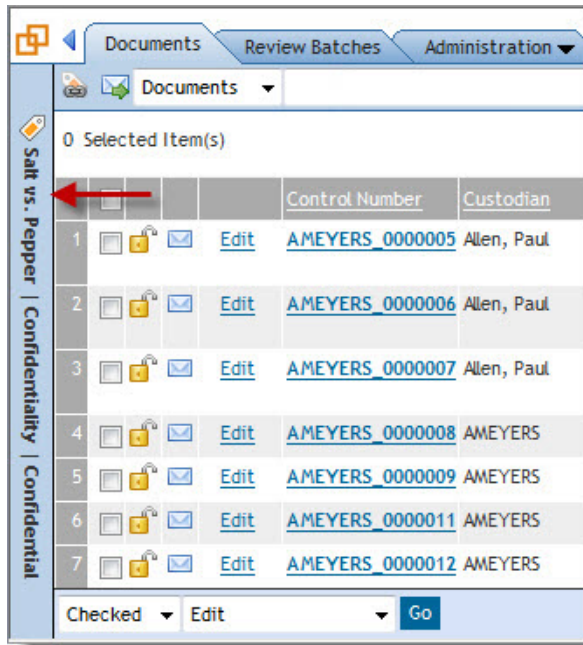 Documents Review Batches Administration
Documents
0 Selected Item(s)
Salt vs. Pepper | Confidentiality | Confidential
Control Number Custodian
1 Edit AMEYERS_0000005 Allen, Paul
2 Edit AMEYERS_0000006 Allen, Paul
3 Edit AMEYERS_0000007 Allen, Paul
4 Edit AMEYERS_0000008 AMEYERS
5 Edit AMEYERS_0000009 AMEYERS
6 Edit AMEYERS_0000011 AMEYERS
7 Edit AMEYERS_0000012 AMEYERS
Checked Edit Go